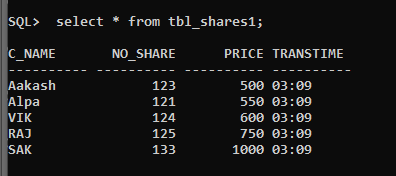 SQL>  select * from tbl_shares1;
C_NAME       NO_SHARE      PRICE TRANSTIME
---------- ---------- ---------- ----------
Aakash            123        500 03:09
Alpa              121        550 03:09
VIK               124        600 03:09
RAJ               125        750 03:09
SAK               133       1000 03:09